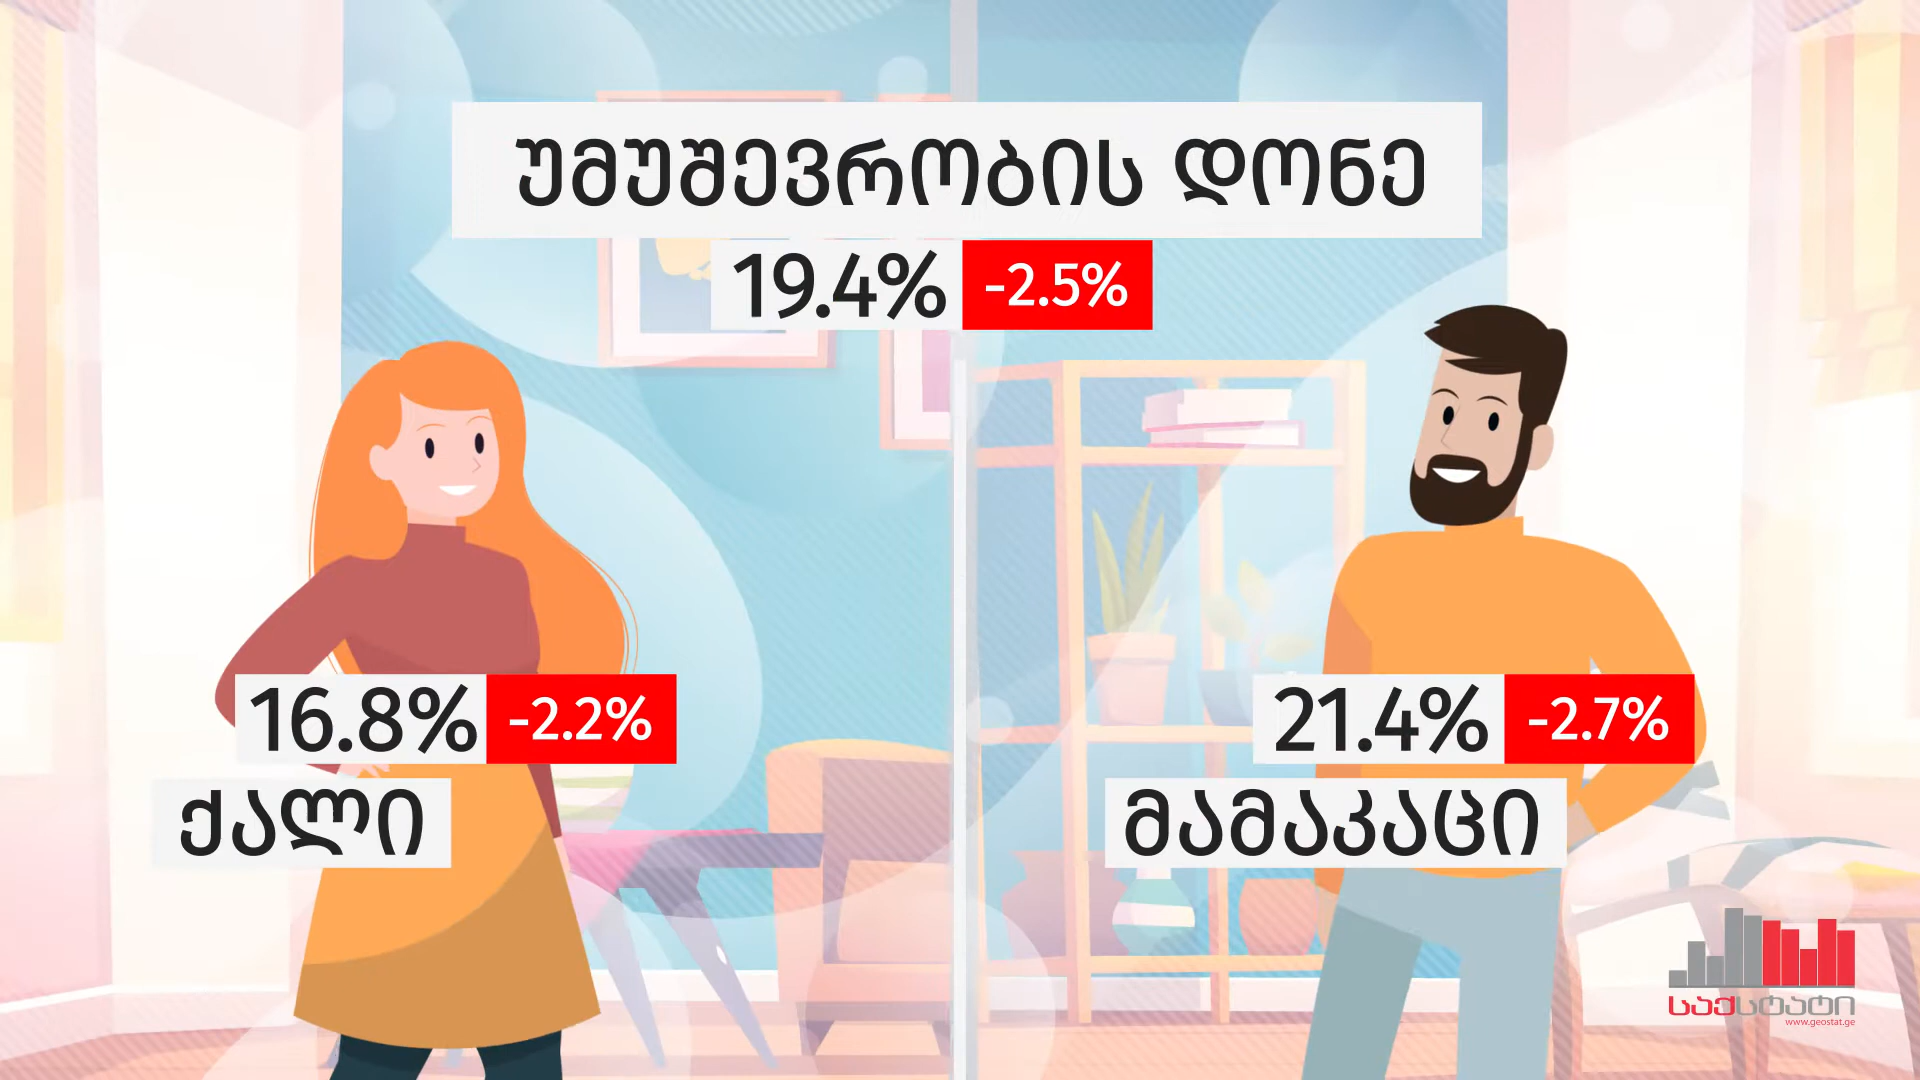 უმუშევრობის დონე
19.4% -2.5%
16.8% -2.2%
ქალი
21.4% -2.7%
მამაკაცი
საქსტატი
www.geostat.ge